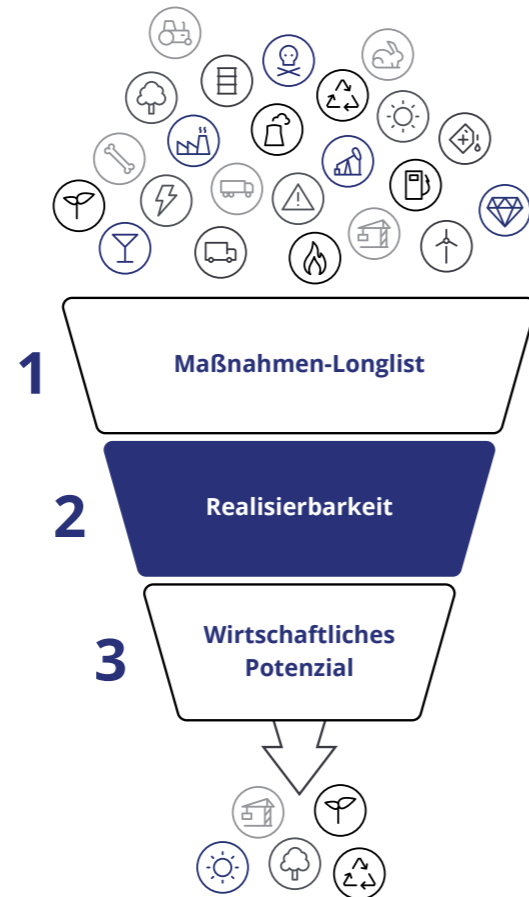 1
Maßnahmen-Longlist
2
Realisierbarkeit
3
Wirtschaftliches
Potenzial